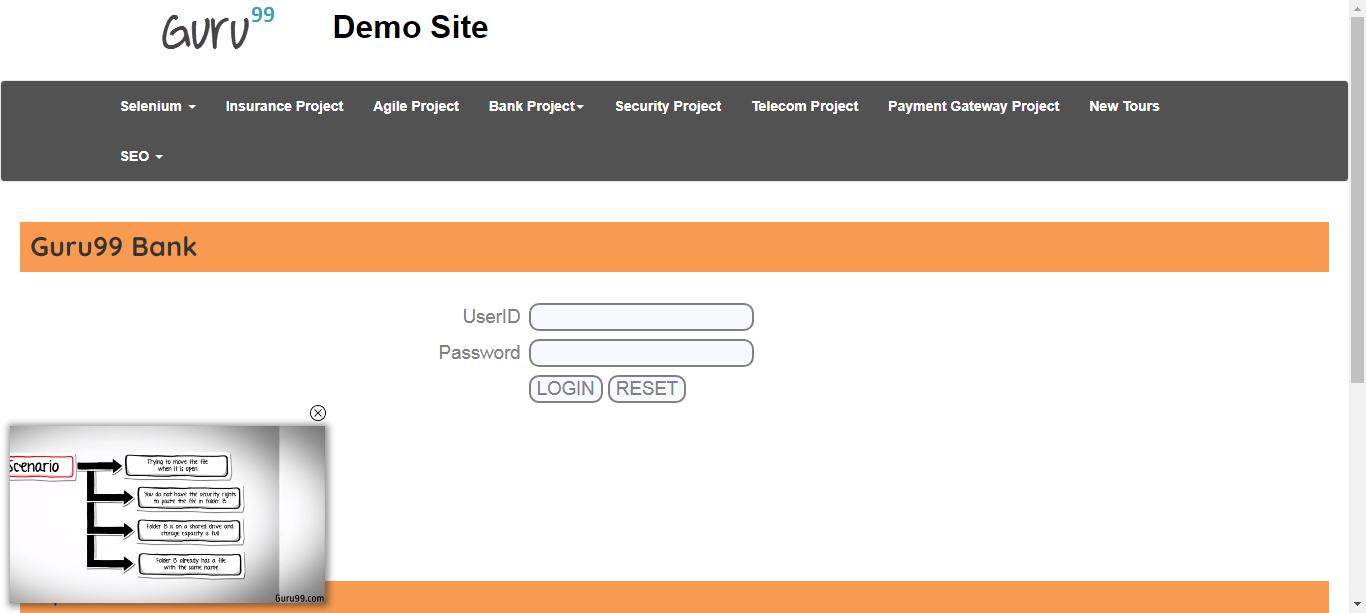 Guru99
Demo Site
Selenium
Insurance Project
Agile Project
Bank Project
Security Project
Telecom Project
Payment Gateway Project
New Tours
SEO
Guru99 Bank
UserID
Password
LOGIN
RESET
Scenario
Trying to move the file
when it is open
You do not have the security rights
to paste the file in folder B
Folder B is on a shared drive and
storage capacity is full
Folder B already has a file
with the same name
Guru99.com